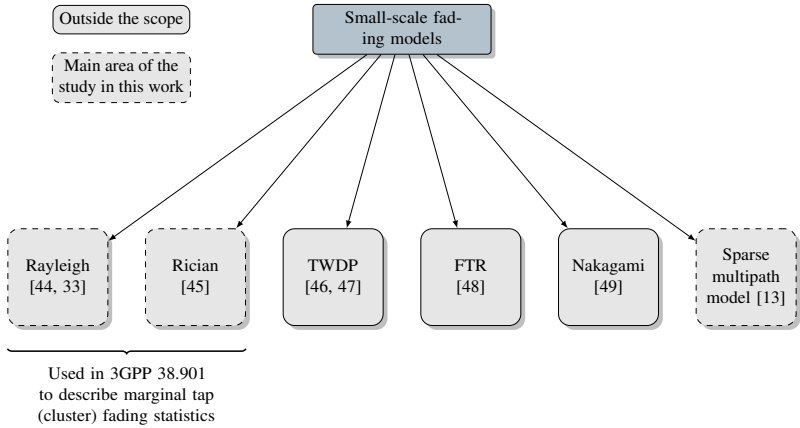 Outside the scope
Main area of the
study in this work
Small-scale fad-
ing models
Rayleigh
[44, 33]
Rician
[45]
TWDP
[46, 47]
FTR
[48]
Nakagami
[49]
Sparse
multipath
model [13]
Used in 3GPP 38.901
to describe marginal tap
(cluster) fading statistics